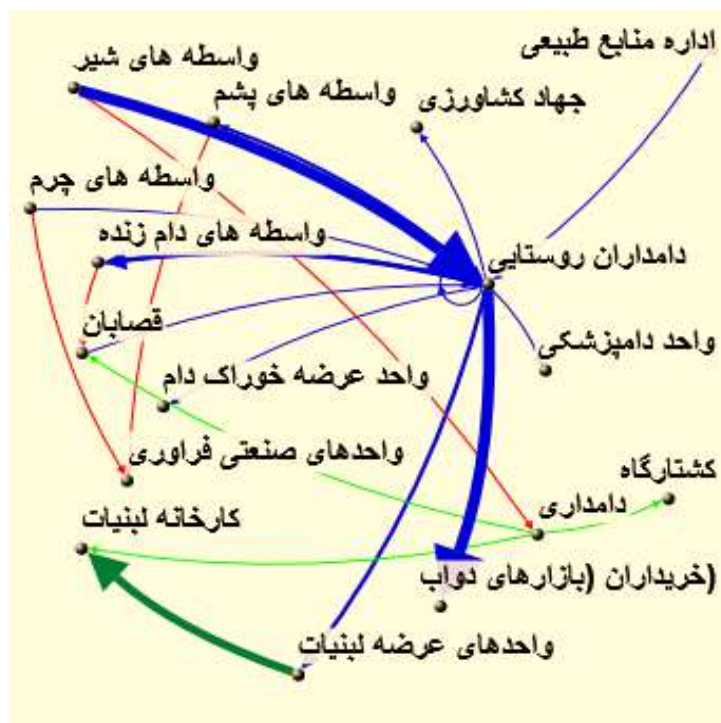 اداره منابع طبیعی
واسطه های شیر
واسطه های پشم
جهاد کشاورزی
واسطه های چرم
واسطه های دام زنده
دامداران روستایی
قصابان
واحد دامپزشکی
واحد عرضه خوراک دام
واحدهای صنعتی فراوری
کشتارگاه
دامداری
کارخانه لبنیات
خریداران (بازارهای دواب)
واحدهای عرضه لبنیات